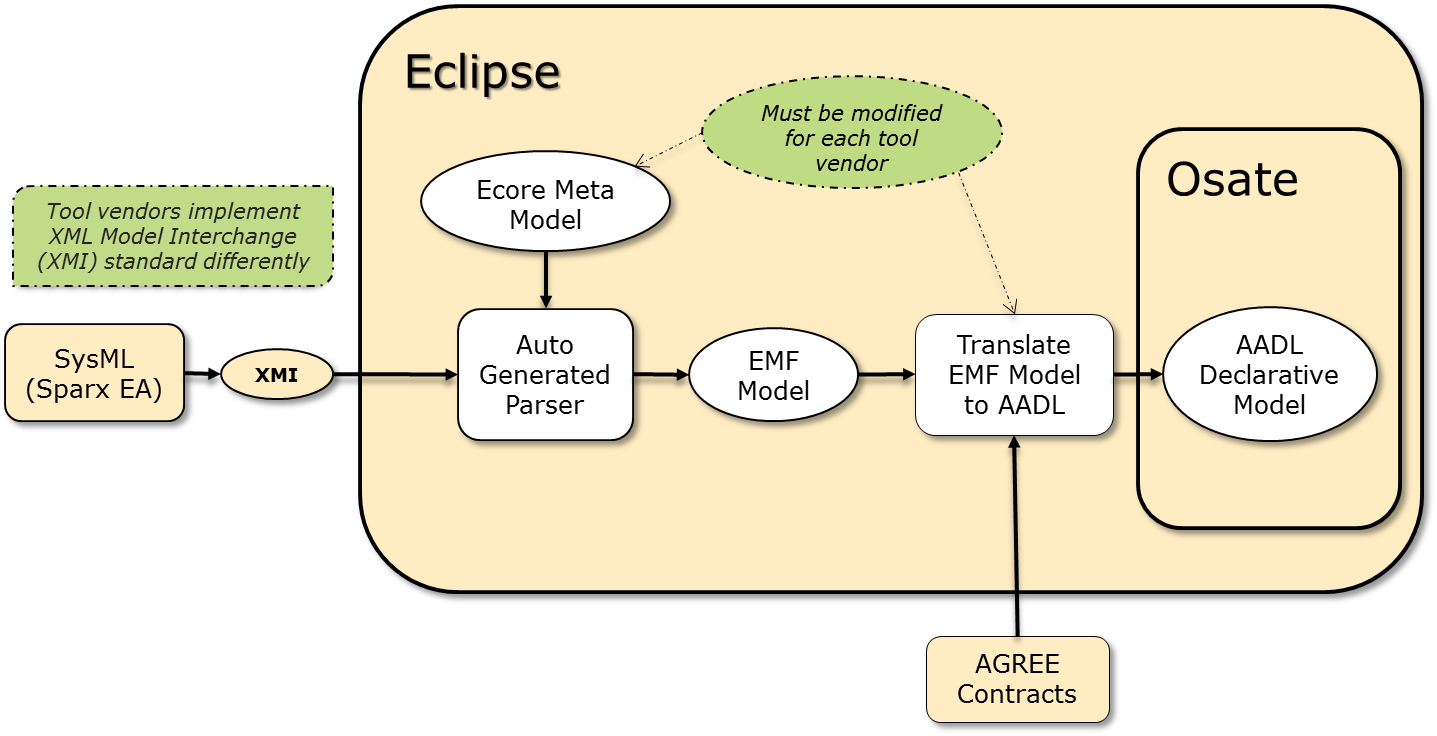 Eclipse
Must be modified
for each tool
vendor
Osate
Ecore Meta
Model
Tool vendors implement
XML Model Interchange
(XMI) standard differently
SysML
(Sparx EA)
XMI
Auto
Generated
Parser
EMF
Model
Translate
EMF Model
to AADL
AADL
Declarative
Model
AGREE
Contracts